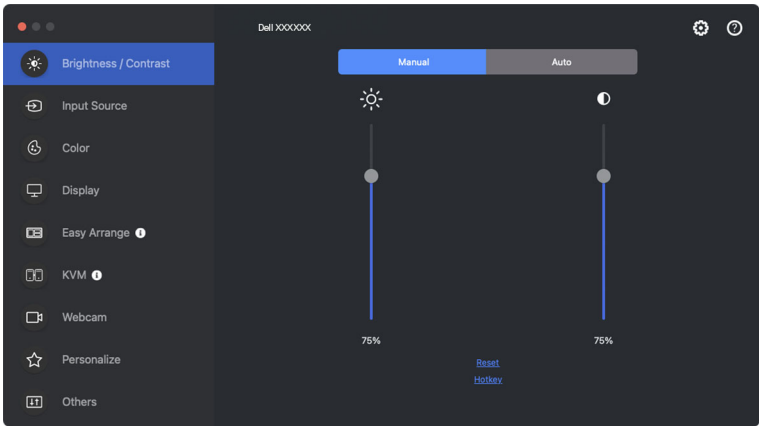 Dell XXXXXX
Brightness / Contrast
Input Source
Color
Display
Easy Arrange
KVM
Webcam
Personalize
Others
Manual
Auto
75%
75%
Reset
Hotkey